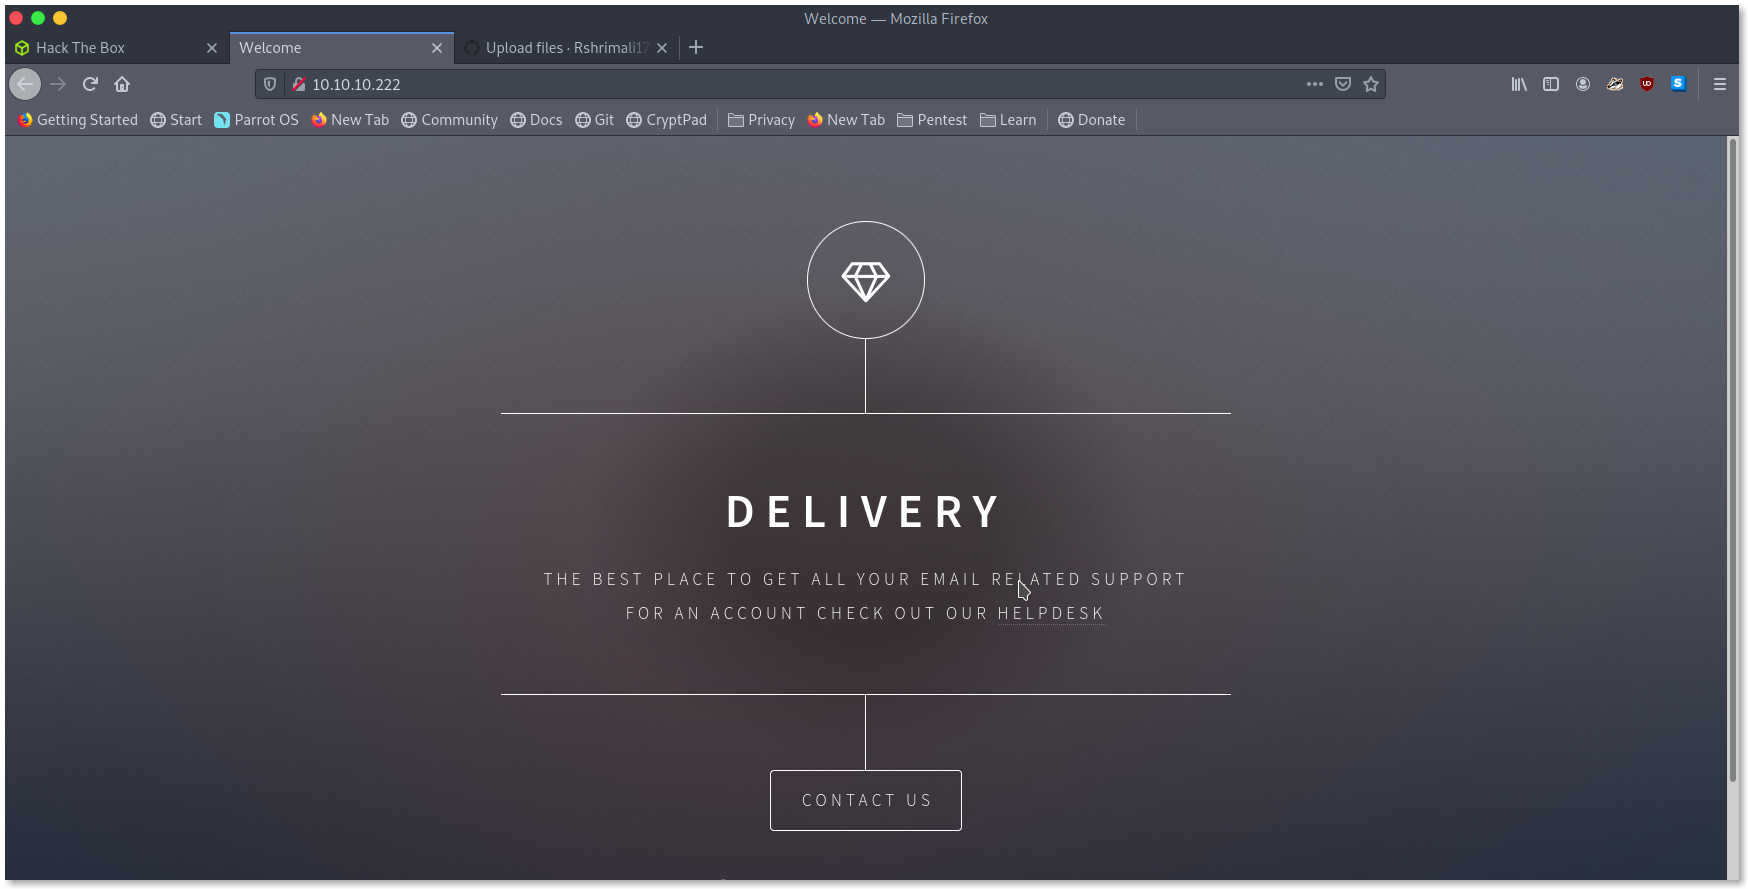 Welcome — Mozilla Firefox
Hack The Box
Welcome
Upload files · Rshrimali17
10.10.10.222
Getting Started Start Parrot OS New Tab Community Docs Git CryptPad Privacy New Tab Pentest Learn Donate
DELIVERY
THE BEST PLACE TO GET ALL YOUR EMAIL RELATED SUPPORT
FOR AN ACCOUNT CHECK OUT OUR HELPDESK
CONTACT US